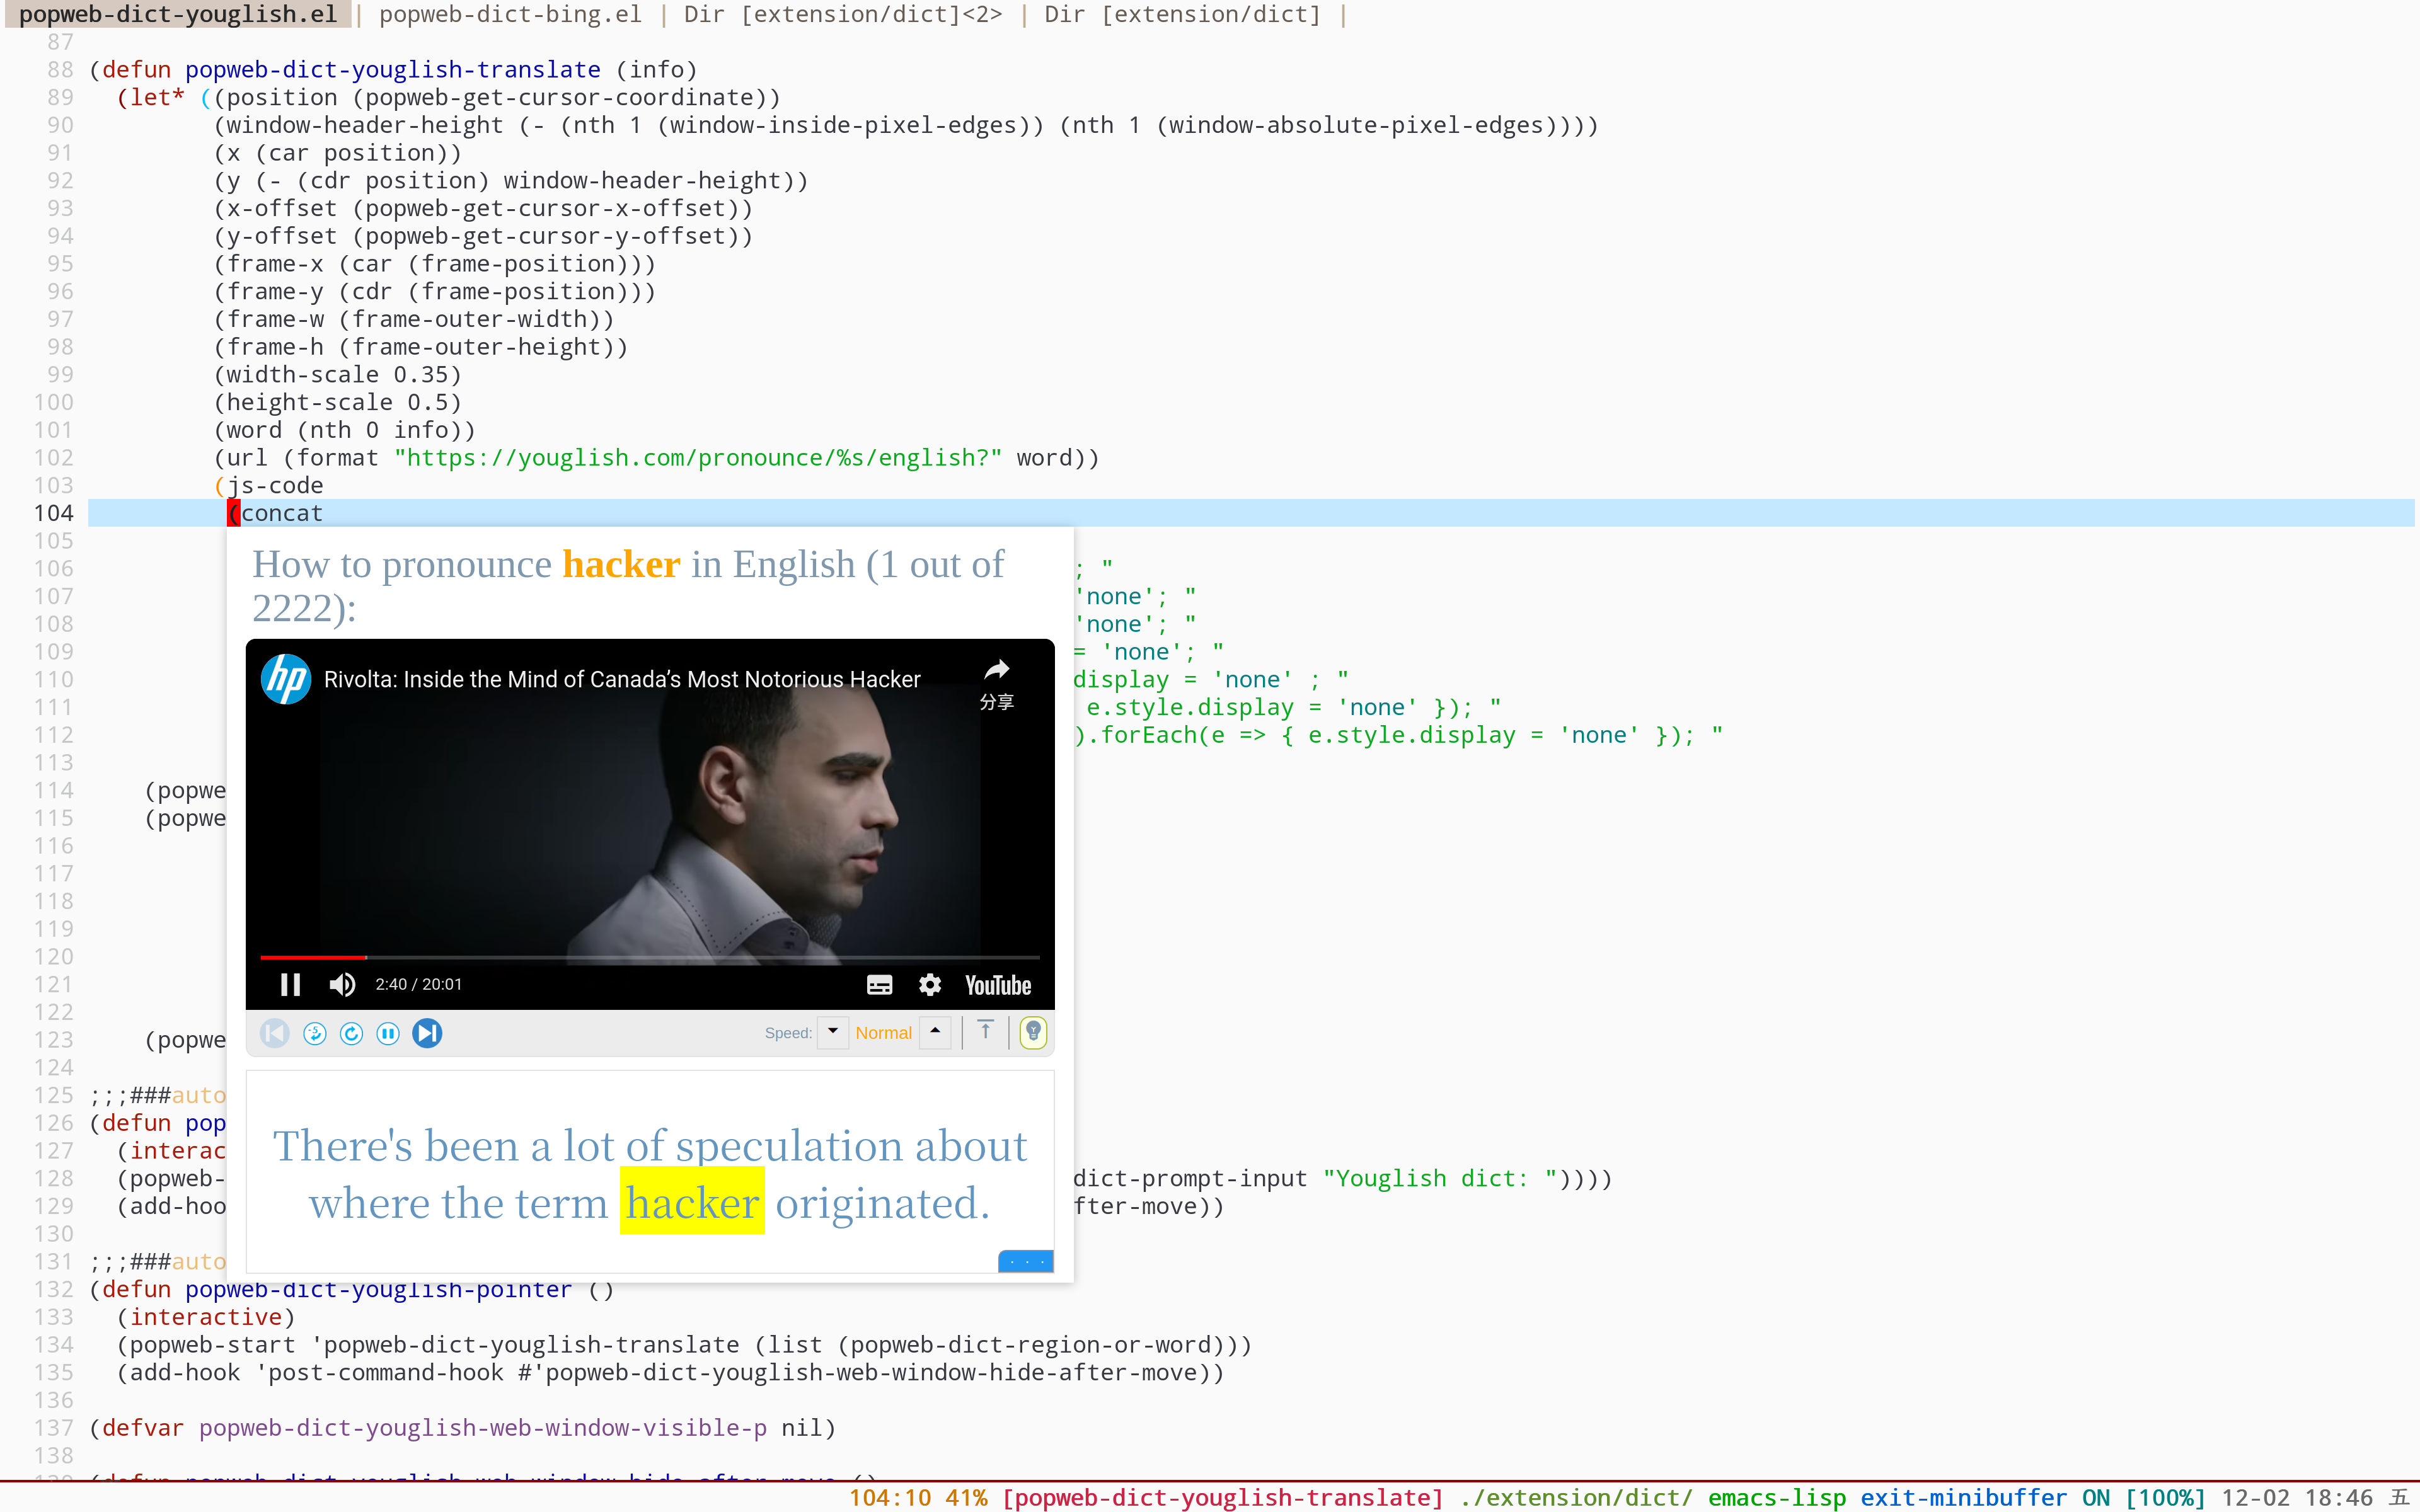 popweb-dict-youglish.el | popweb-dict-bing.el | Dir [extension/dict]<2> | Dir [extension/dict] |
87
88 (defun popweb-dict-youglish-translate (info)
89 (let* ((position (popweb-get-cursor-coordinate))
90 (window-header-height (- (nth 1 (window-inside-pixel-edges)) (nth 1 (window-absolute-pixel-edges))))
91 (x (car position))
92 (y (- (cdr position) window-header-height))
93 (x-offset (popweb-get-cursor-x-offset))
94 (y-offset (popweb-get-cursor-y-offset))
95 (frame-x (car (frame-position)))
96 (frame-y (cdr (frame-position)))
97 (frame-w (frame-outer-width))
98 (frame-h (frame-outer-height))
99 (width-scale 0.35)
100 (height-scale 0.5)
101 (word (nth 0 info))
102 (url (format "https://youglish.com/pronounce/%s/english?" word))
103 (js-code
104 (concat
105
106 ; "
107 'none'; "
108 'none'; "
109 = 'none'; "
110 display = 'none' ; "
111 e.style.display = 'none' }); "
112 ).forEach(e => { e.style.display = 'none' }); "
113
114 (popwe
115 (popwe
116
117
118
119
120
121
122
123 (popwe
124
125 ;;;###auto
126 (defun pop
127 (interac
128 (popweb- dict-prompt-input "Youglish dict: "))))
129 (add-hoo fter-move))
130
131 ;;;###auto
132 (defun popweb-dict-youglish-pointer ()
133 (interactive)
134 (popweb-start 'popweb-dict-youglish-translate (list (popweb-dict-region-or-word)))
135 (add-hook 'post-command-hook #'popweb-dict-youglish-web-window-hide-after-move))
136
137 (defvar popweb-dict-youglish-web-window-visible-p nil)
138
How to pronounce hacker in English (1 out of
2222):
hp Rivolta: Inside the Mind of Canada's Most Notorious Hacker
分享
2:40 / 20:01 YouTube
-5 Speed: Normal
There's been a lot of speculation about
where the term hacker originated.
. . .
104:10 41% [popweb-dict-youglish-translate] ./extension/dict/ emacs-lisp exit-minibuffer ON [100%] 12-02 18:46 五